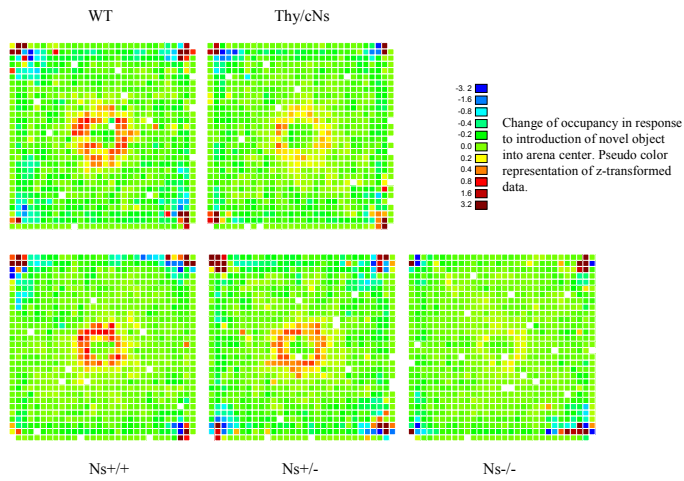 WT
Thy/cNs
-3. 2
-1.6
-0.8
-0.4
-0.2
0.0
0.2
0.4
0.8
1.6
3.2
Change of occupancy in response
to introduction of novel object
into arena center. Pseudo color
representation of z-transformed
data.
Ns+/+
Ns+/-
Ns-/-